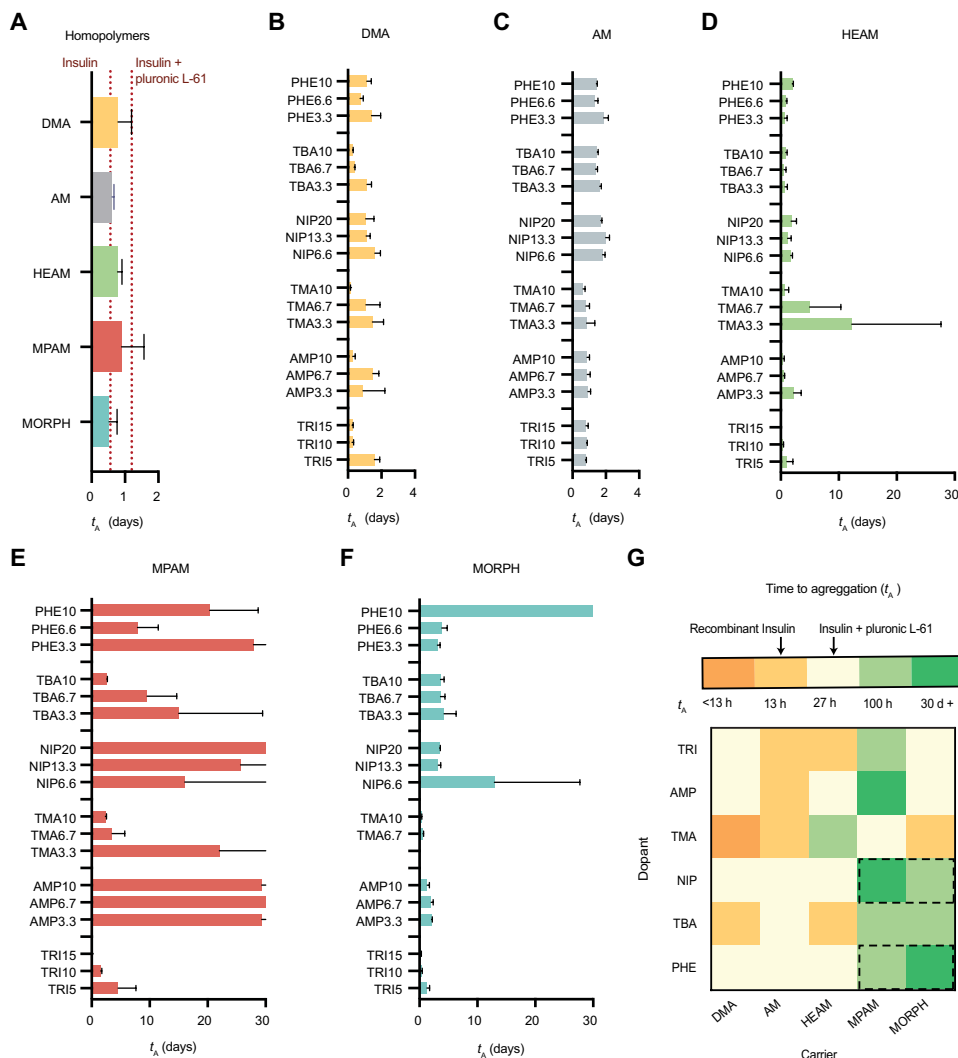 A
Homopolymers
Insulin
Insulin +
pluronic L-61
DMA
AM
HEAM
MPAM
MORPH
0 1 2
tA (days)
B
DMA
PHE10
PHE6.6
PHE3.3
TBA10
TBA6.7
TBA3.3
NIP20
NIP13.3
NIP6.6
TMA10
TMA6.7
TMA3.3
AMP10
AMP6.7
AMP3.3
TRI15
TRI10
TRI5
0 2 4
tA (days)
C
AM
PHE10
PHE6.6
PHE3.3
TBA10
TBA6.7
TBA3.3
NIP20
NIP13.3
NIP6.6
TMA10
TMA6.7
TMA3.3
AMP10
AMP6.7
AMP3.3
TRI15
TRI10
TRI5
0 2 4
tA (days)
D
HEAM
PHE10
PHE6.6
PHE3.3
TBA10
TBA6.7
TBA3.3
NIP20
NIP13.3
NIP6.6
TMA10
TMA6.7
TMA3.3
AMP10
AMP6.7
AMP3.3
TRI15
TRI10
TRI5
0 10 20 30
tA (days)
E
MPAM
PHE10
PHE6.6
PHE3.3
TBA10
TBA6.7
TBA3.3
NIP20
NIP13.3
NIP6.6
TMA10
TMA6.7
TMA3.3
AMP10
AMP6.7
AMP3.3
TRI15
TRI10
TRI5
0 10 20 30
tA (days)
F
MORPH
PHE10
PHE6.6
PHE3.3
TBA10
TBA6.7
TBA3.3
NIP20
NIP13.3
NIP6.6
TMA10
TMA6.7
AMP10
AMP6.7
AMP3.3
TRI15
TRI10
TRI5
0 10 20 30
tA (days)
G
Time to agreggation (tA)
Recombinant Insulin
Insulin + pluronic L-61
tA <13 h 13 h 27 h 100 h 30 d +
Dopant
TRI
AMP
TMA
NIP
TBA
PHE
DMA AM HEAM MPAM MORPH
Carrier